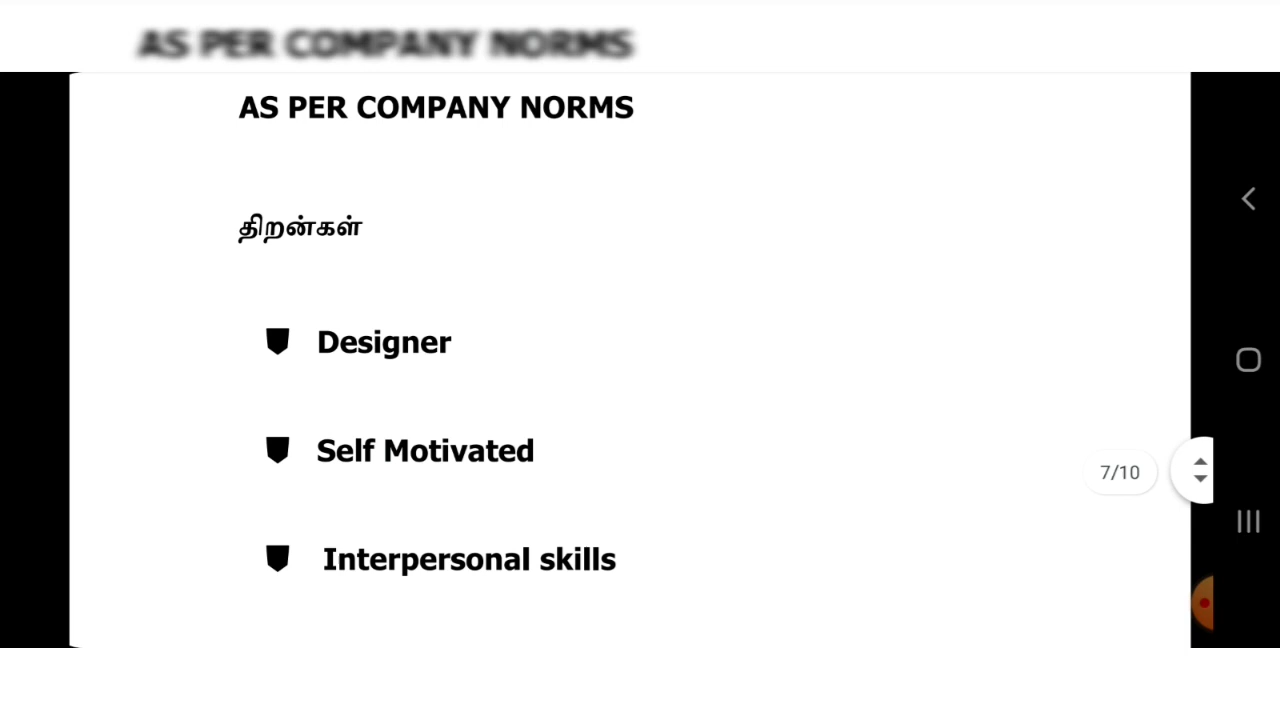 AS PER COMPANY NORMS
AS PER COMPANY NORMS
திறன்கள்
Designer
Self Motivated
7/10
Interpersonal skills